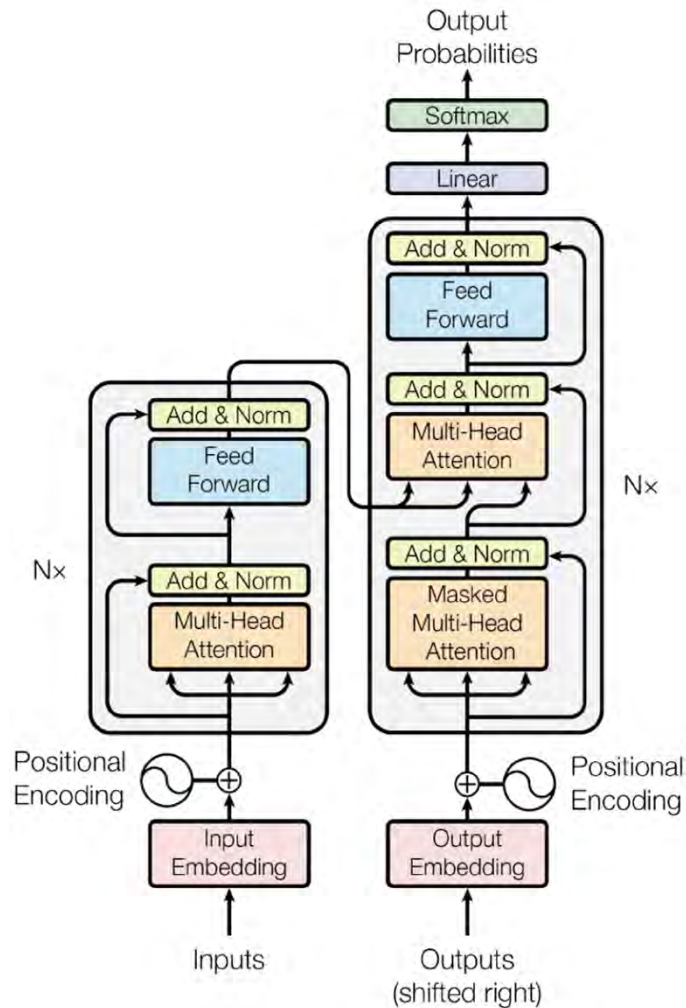 Output
Probabilities
Softmax
Linear
Add & Norm
Feed
Forward
Add & Norm
Multi-Head
Attention
Add & Norm
Masked
Multi-Head
Attention
Nx
Add & Norm
Feed
Forward
Add & Norm
Multi-Head
Attention
Nx
Positional
Encoding
Positional
Encoding
Input
Embedding
Output
Embedding
Inputs
Outputs
(shifted right)